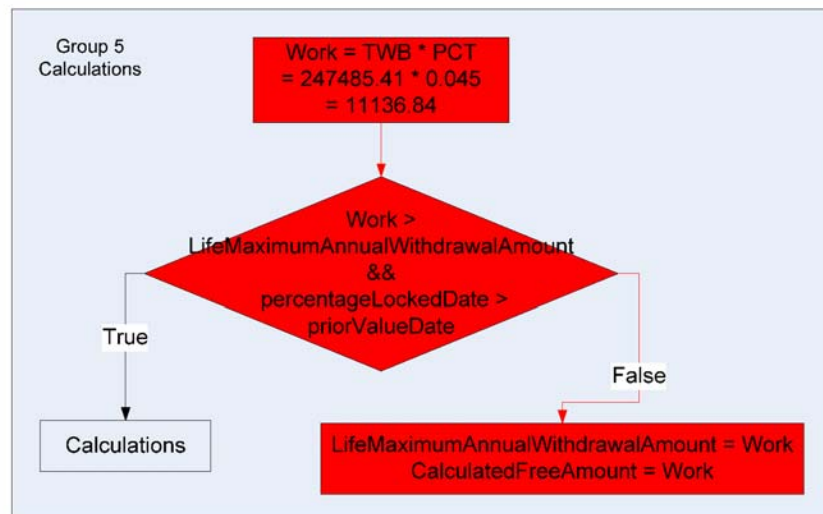 Group 5
Calculations
Work = TWB * PCT
= 247485.41 * 0.045
= 11136.84
Work >
LifeMaximumAnnualWithdrawalAmount
&&
percentageLockedDate >
priorValueDate
True
False
Calculations
LifeMaximumAnnualWithdrawalAmount = Work
CalculatedFreeAmount = Work